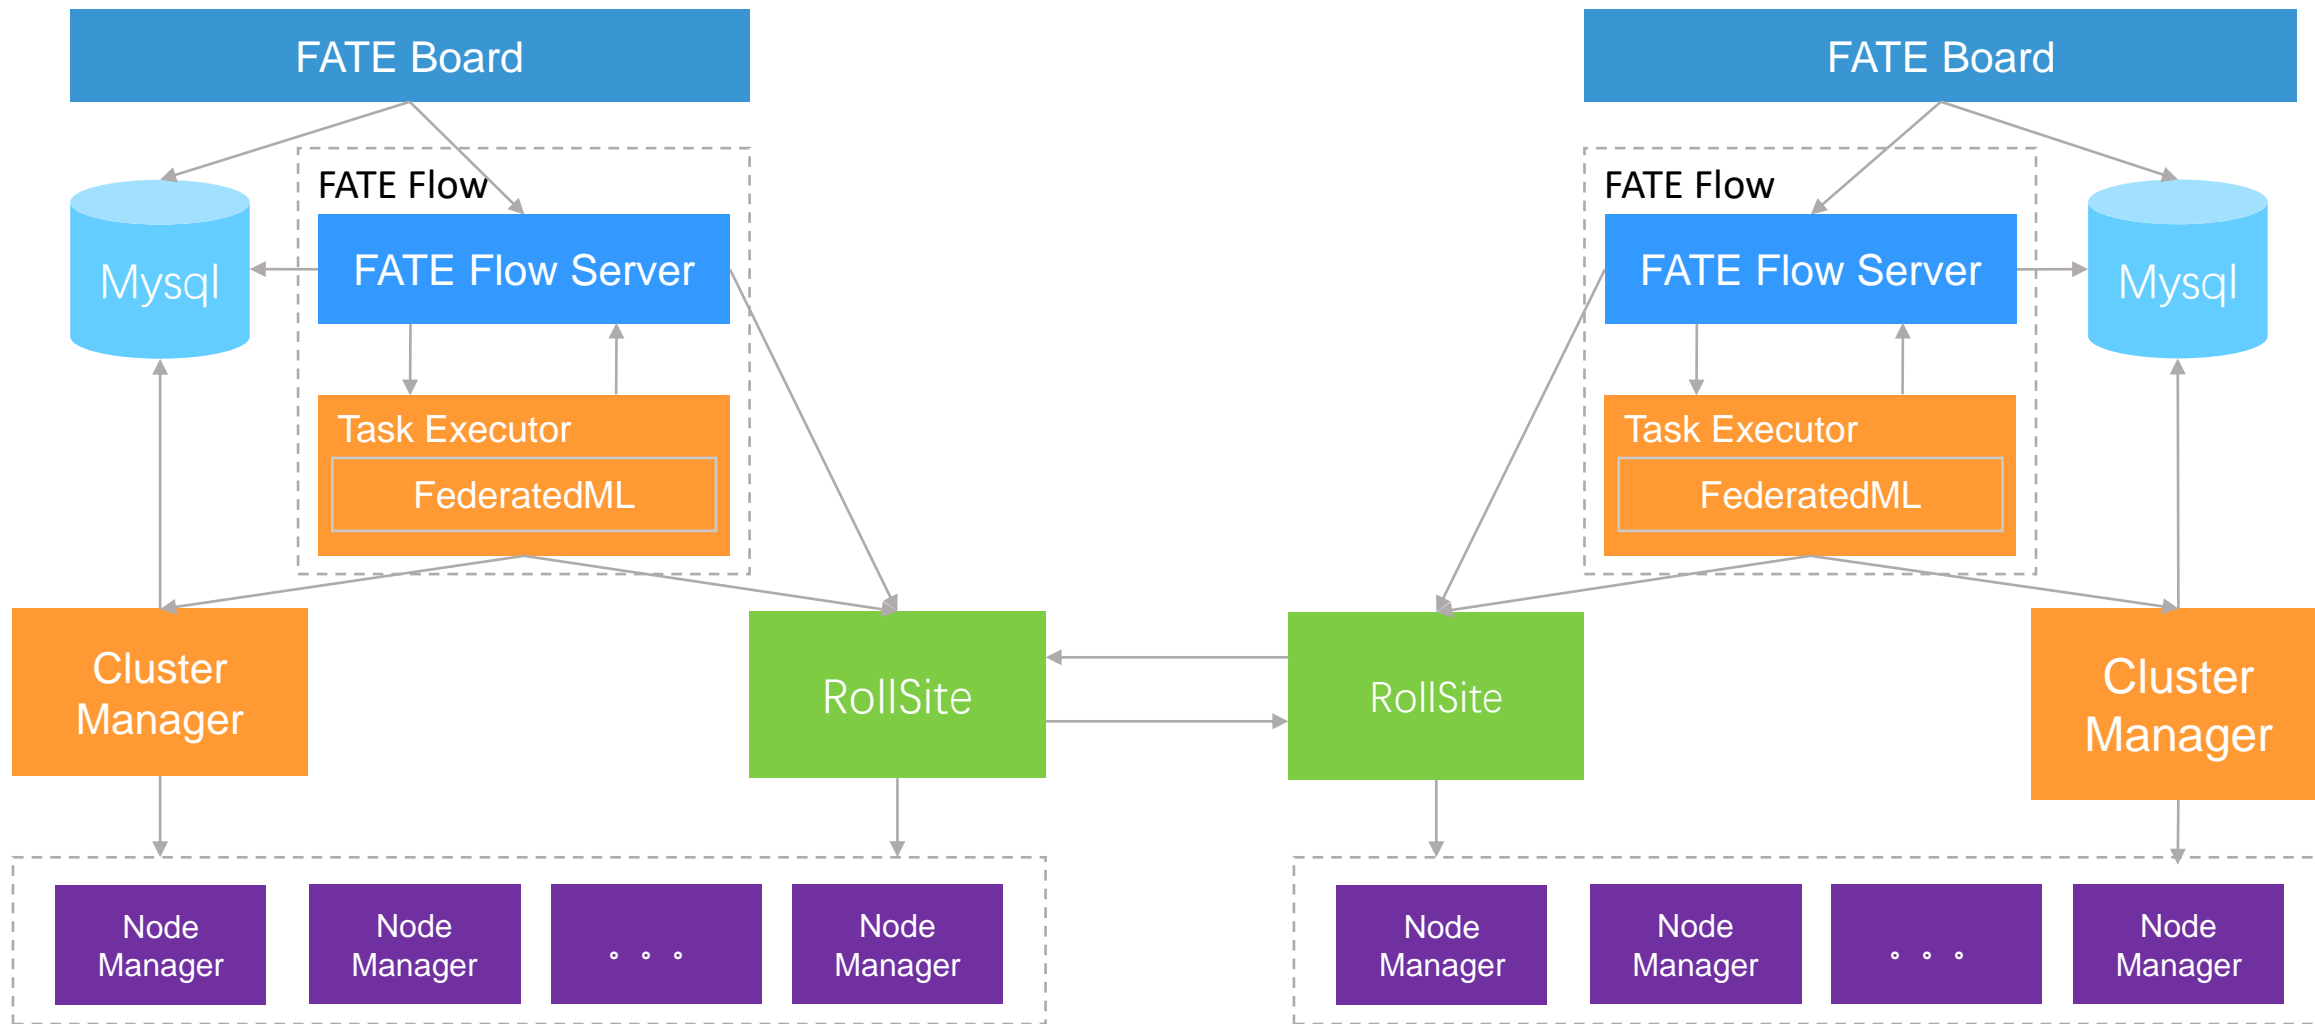 FATE Board
FATE Board
FATE Flow
FATE Flow
Mysql
FATE Flow Server
FATE Flow Server
Mysql
Task Executor
FederatedML
Task Executor
FederatedML
Cluster
Manager
RollSite
RollSite
Cluster
Manager
Node
Manager
Node
Manager
。。。
Node
Manager
Node
Manager
Node
Manager
。。。
Node
Manager